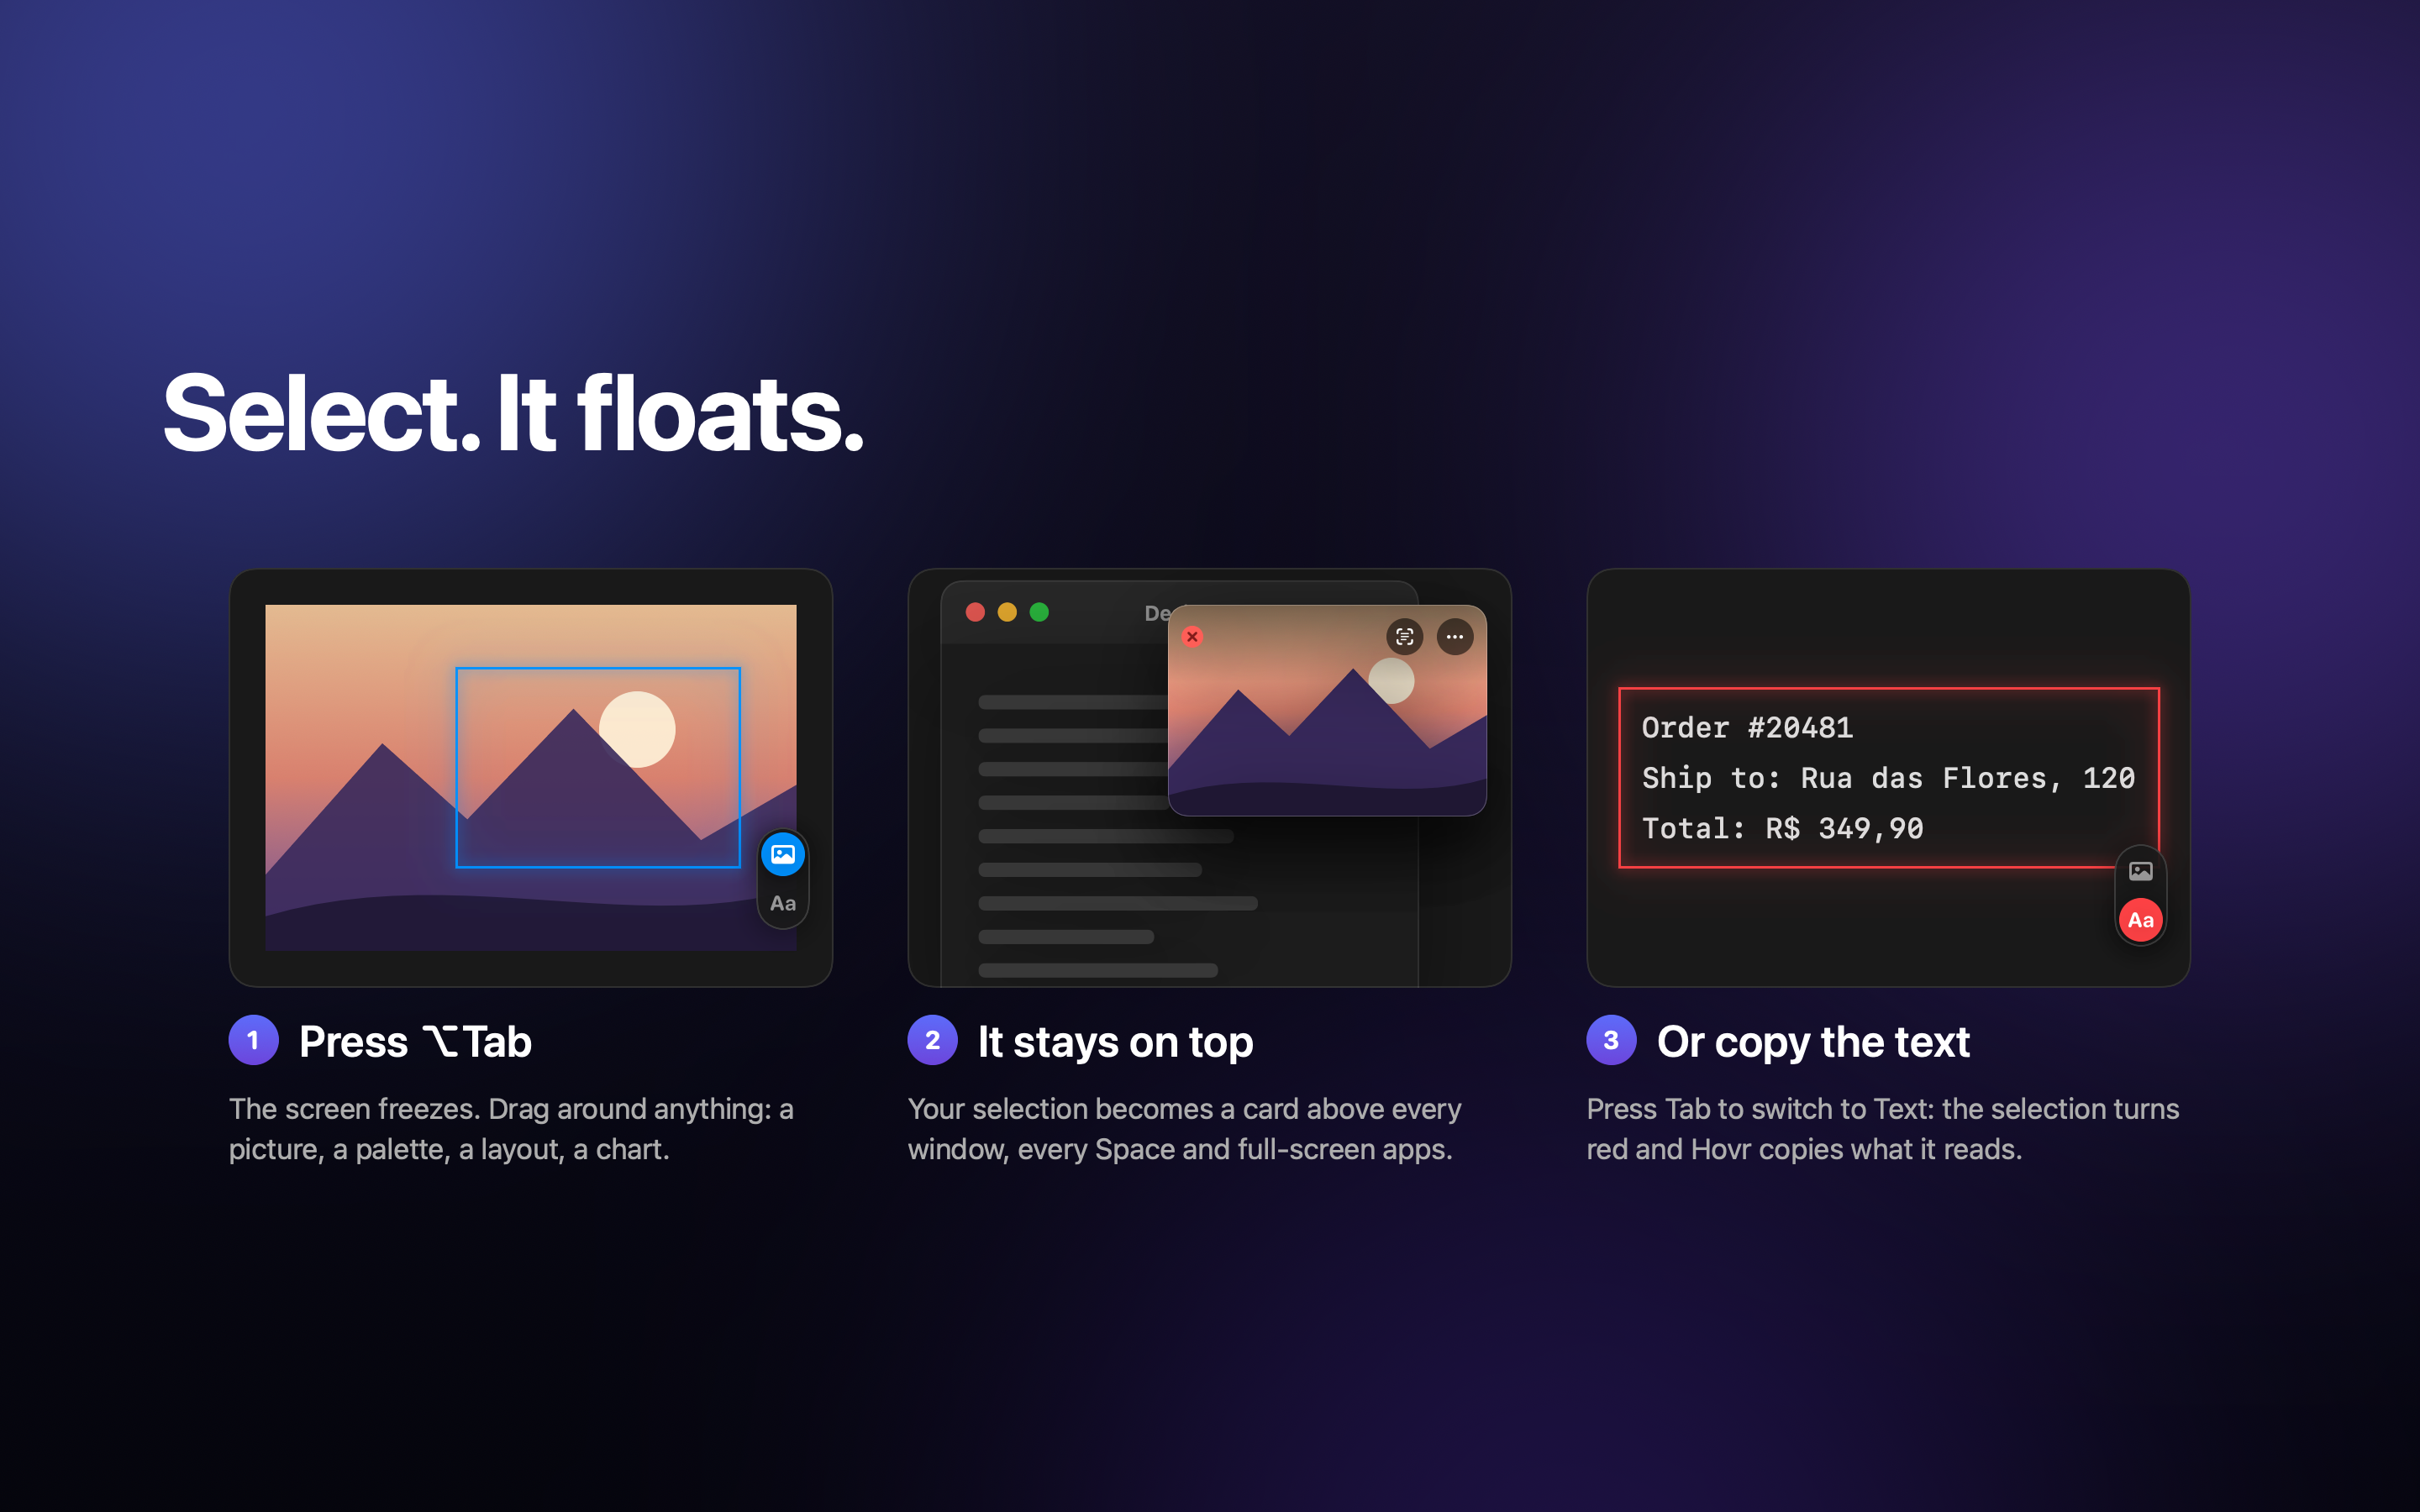 Select. It floats.
De
Aa
Order #20481
Ship to: Rua das Flores, 120
Total: R$ 349,90
Aa
1 Press ⌥Tab
The screen freezes. Drag around anything: a
picture, a palette, a layout, a chart.
2 It stays on top
Your selection becomes a card above every
window, every Space and full-screen apps.
3 Or copy the text
Press Tab to switch to Text: the selection turns
red and Hovr copies what it reads.